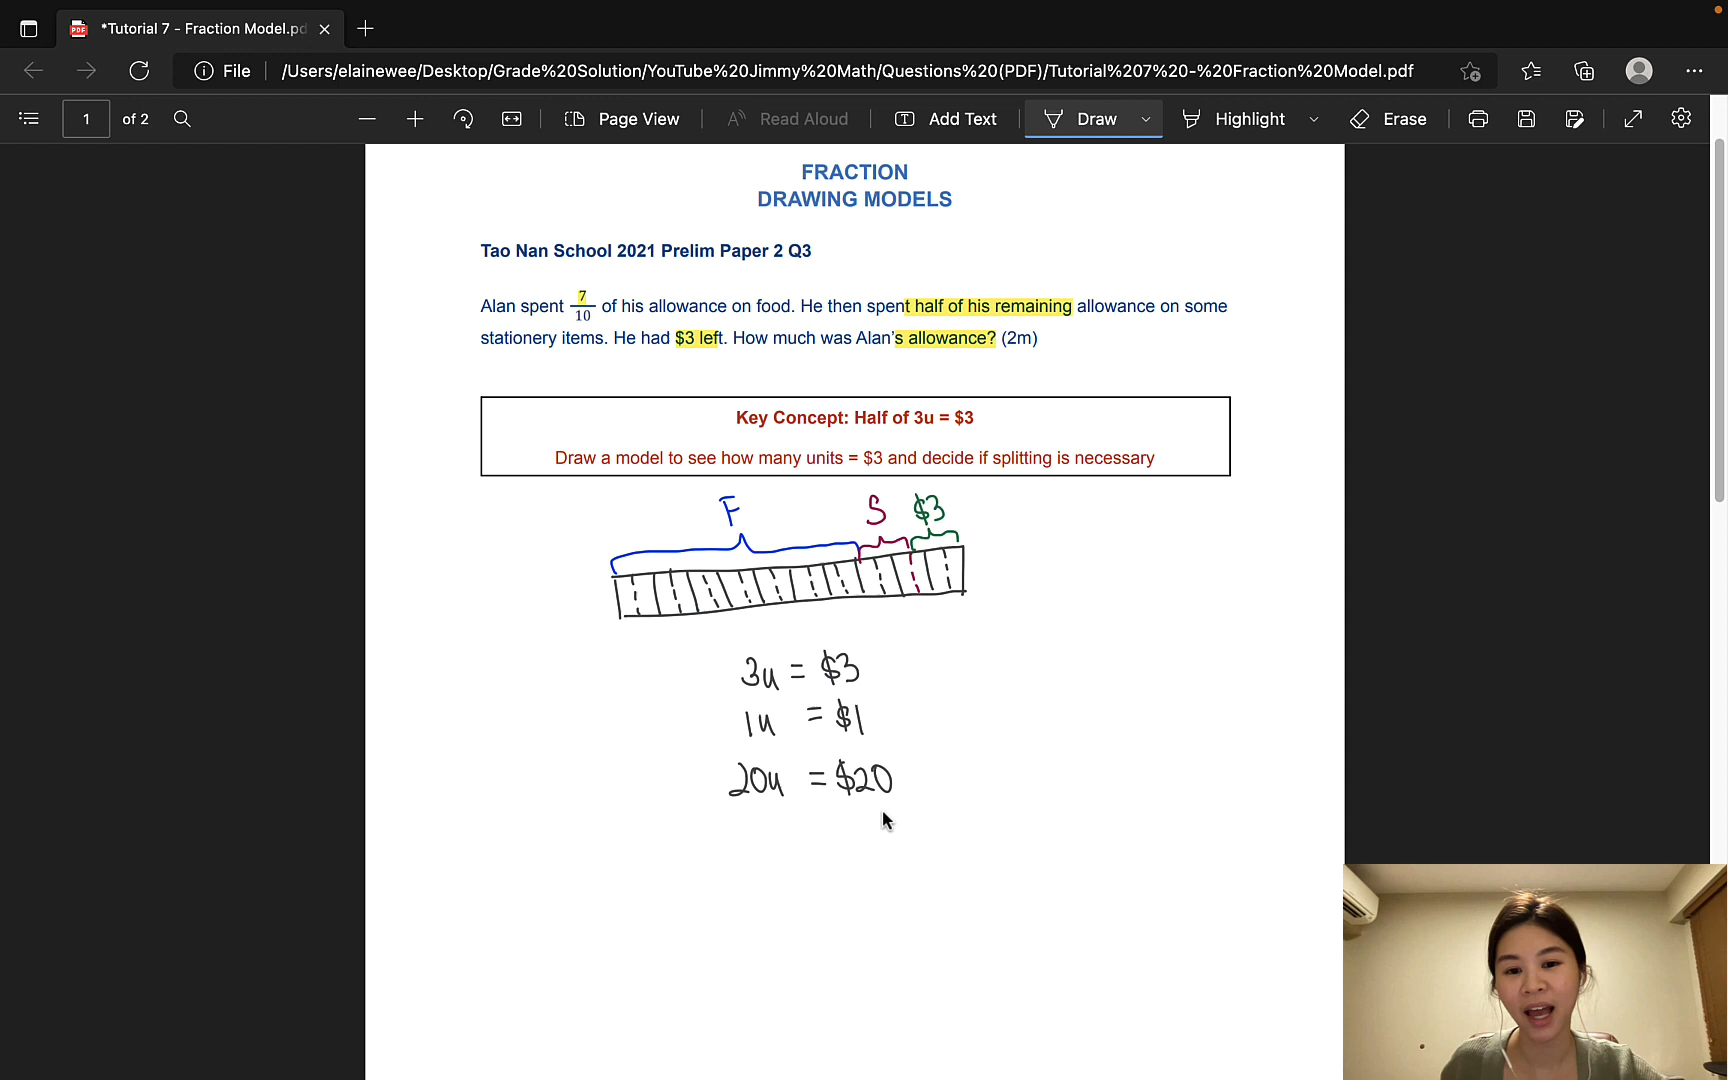 *Tutorial 7 - Fraction Model.pd
File
/Users/elainewee/Desktop/Grade%20Solution/YouTube%20Jimmy%20Math/Questions%20(PDF)/Tutorial%207%20-%20Fraction%20Model.pdf
1 of 2
Page View
Read Aloud
Add Text
Draw
Highlight
Erase
FRACTION
DRAWING MODELS
Tao Nan School 2021 Prelim Paper 2 Q3
Alan spent 7/10 of his allowance on food. He then spent half of his remaining allowance on some
stationery items. He had $3 left. How much was Alan's allowance? (2m)
Key Concept: Half of 3u = $3
Draw a model to see how many units = $3 and decide if splitting is necessary
F S $3
3u = $3
1u = $1
20u = $20